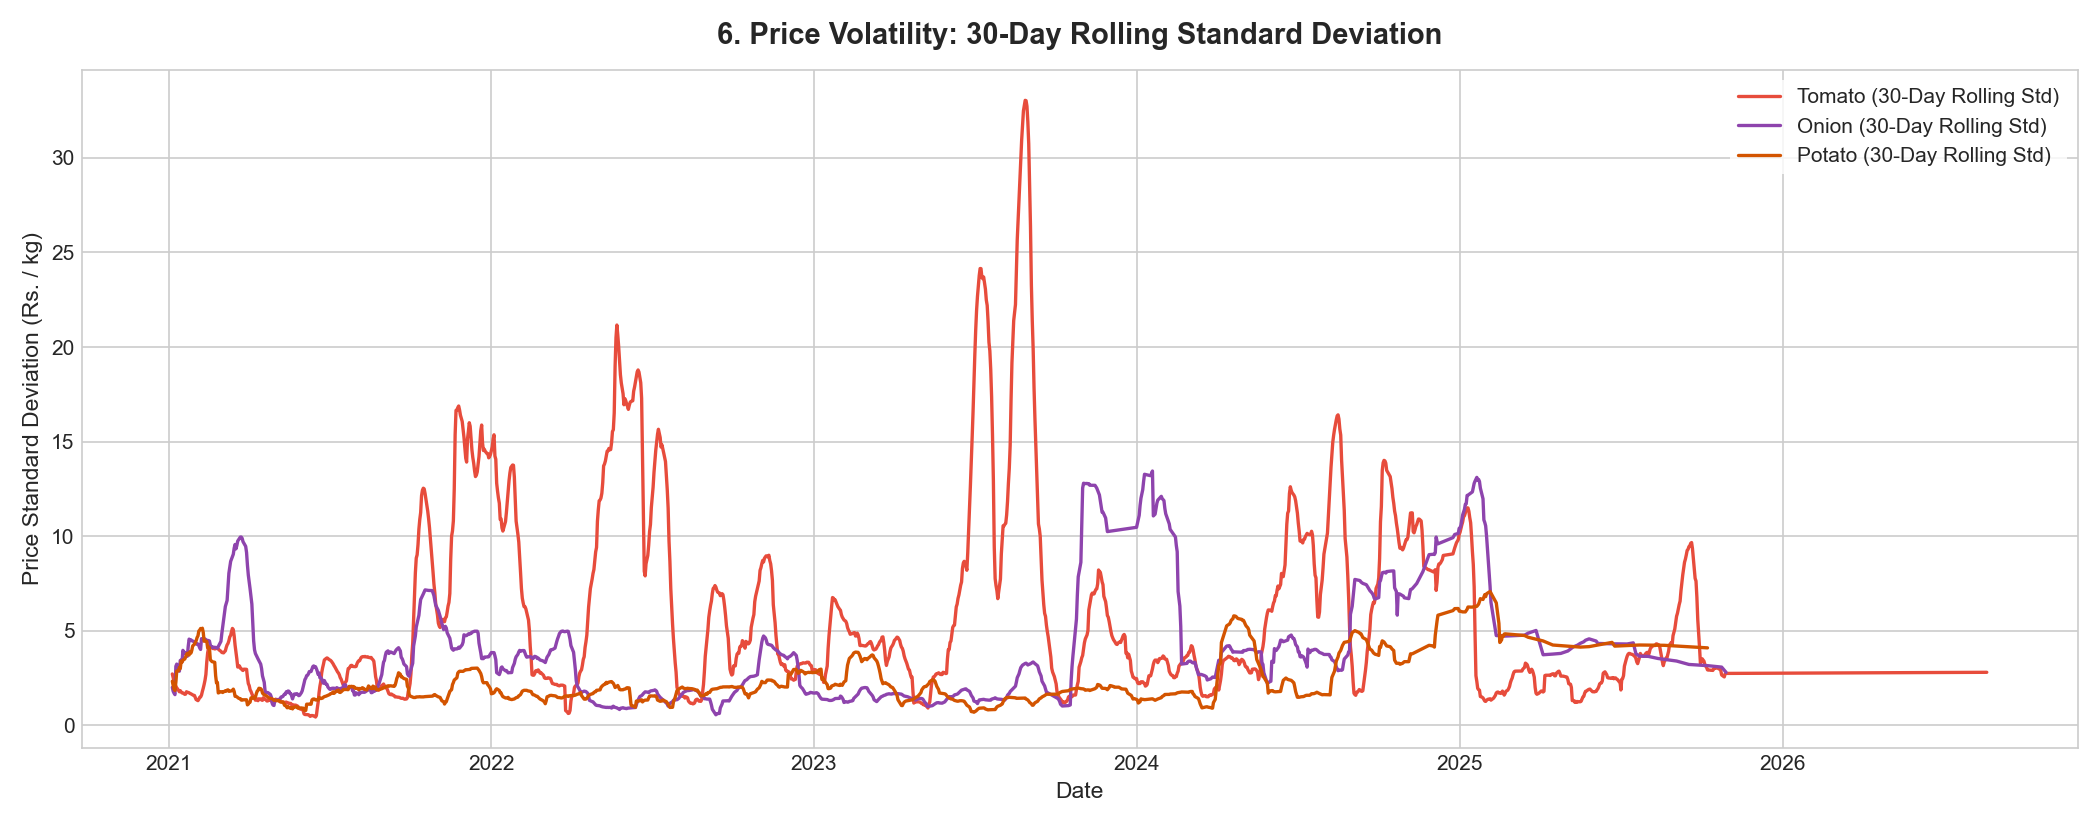 6. Price Volatility: 30-Day Rolling Standard Deviation
Tomato (30-Day Rolling Std)
Onion (30-Day Rolling Std)
Potato (30-Day Rolling Std)
Price Standard Deviation (Rs. / kg)
30
25
20
15
10
5
0
2021
2022
2023
2024
2025
2026
Date